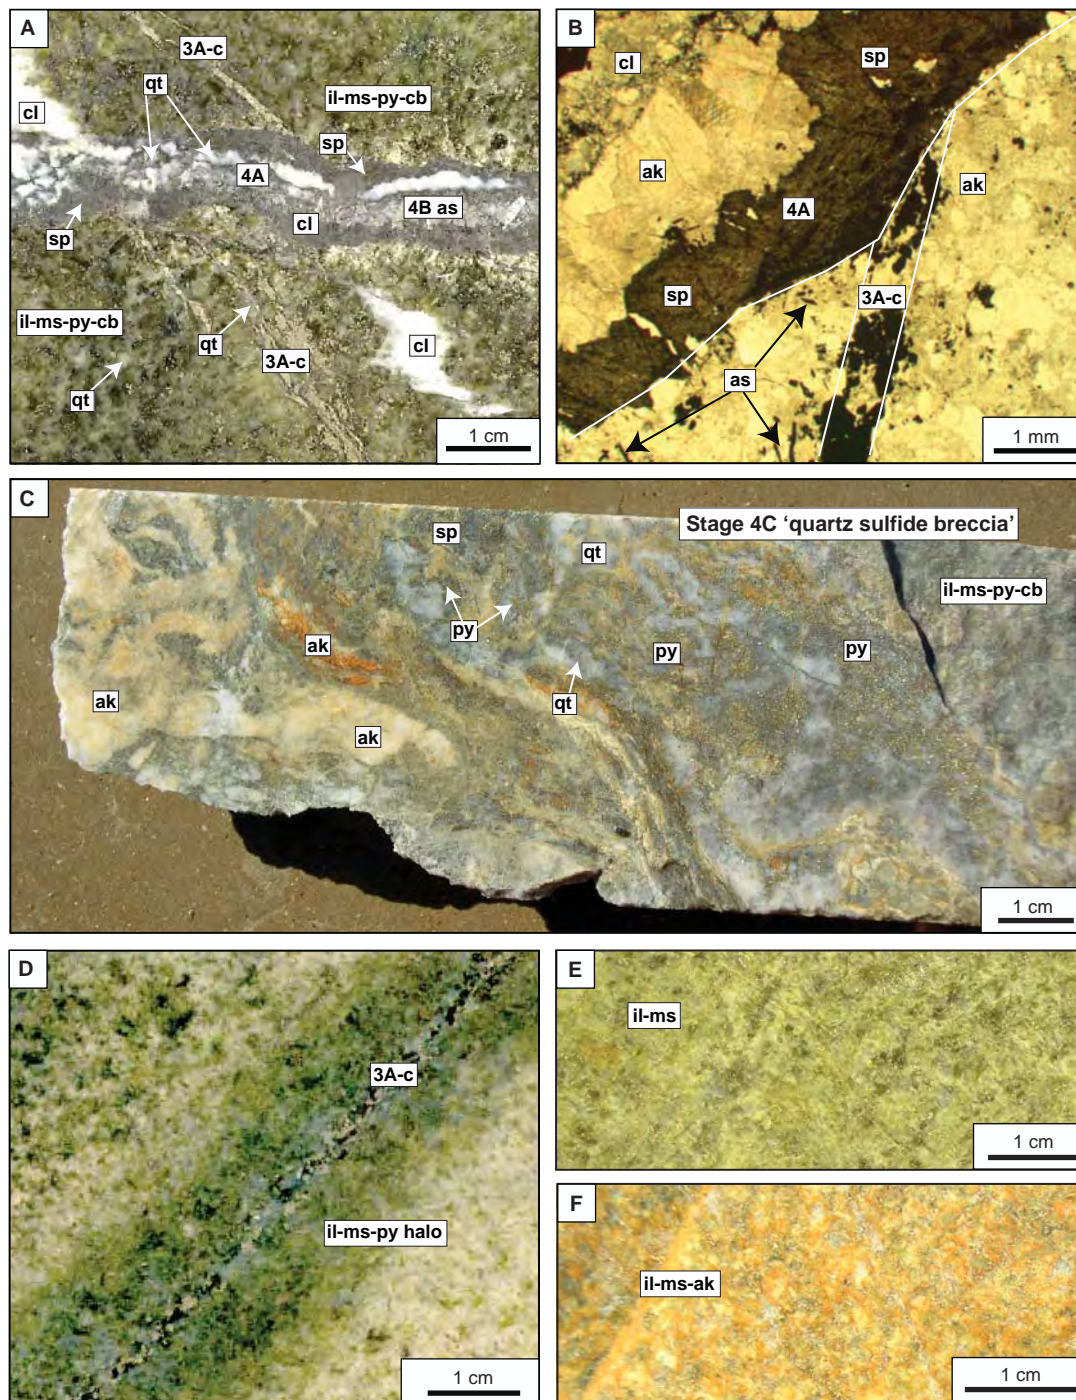 A
3A-c
qt
il-ms-py-cb
cl
sp
4A
4B as
cl
sp
il-ms-py-cb
qt
3A-c
cl
qt
1 cm
B
sp
cl
ak
ak
4A
sp
3A-c
as
1 mm
C
Stage 4C ‘quartz sulfide breccia’
sp
qt
il-ms-py-cb
py
py
py
ak
qt
ak
ak
1 cm
D
3A-c
il-ms-py halo
1 cm
E
il-ms
1 cm
F
il-ms-ak
1 cm